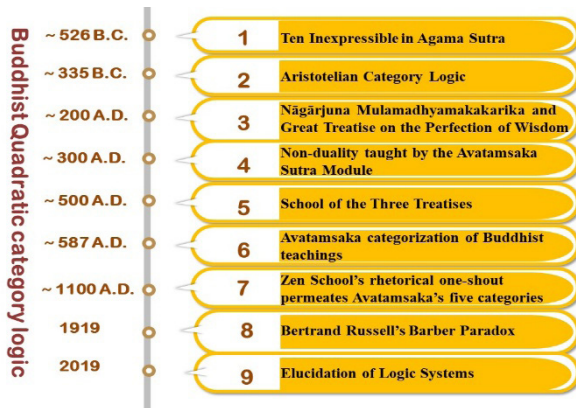 Buddhist Quadratic category logic
~ 526 B.C.
1
Ten Inexpressible in Agama Sutra
~ 335 B.C.
2
Aristotelian Category Logic
~ 200 A.D.
3
Nāgārjuna Mulamadhyamakakarika and
Great Treatise on the Perfection of Wisdom
~ 300 A.D.
4
Non-duality taught by the Avatamsaka
Sutra Module
~ 500 A.D.
5
School of the Three Treatises
~ 587 A.D.
6
Avatamsaka categorization of Buddhist
teachings
~ 1100 A.D.
7
Zen School's rhetorical one-shout
permeates Avatamsaka's five categories
1919
8
Bertrand Russell's Barber Paradox
2019
9
Elucidation of Logic Systems